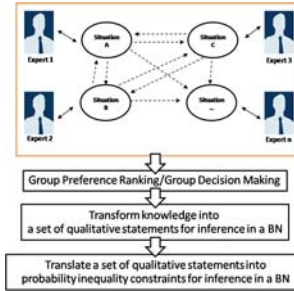 Situation
A
Situation
C
Expert 1
Expert 3
Situation
B
Situation
...
Expert 2
Expert n
Group Preference Ranking/Group Decision Making
Transform knowledge into
a set of qualitative statements for inference in a BN
Translate a set of qualitative statements into
probability inequality constraints for inference in a BN